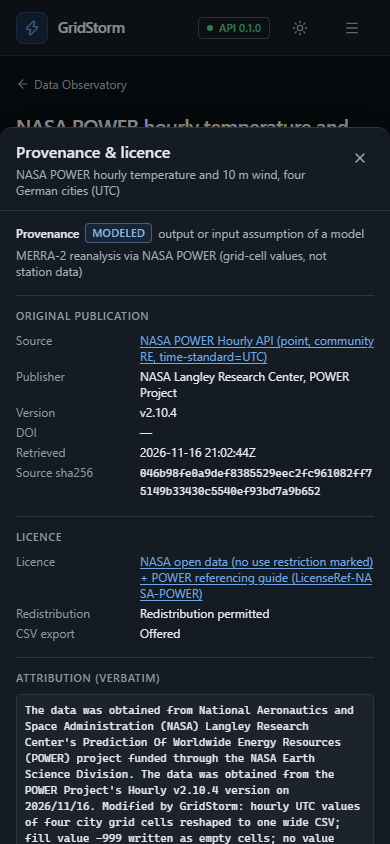 GridStorm
API 0.1.0
← Data Observatory
NASA POWER hourly temperature and
Provenance & licence
NASA POWER hourly temperature and 10 m wind, four
German cities (UTC)
Provenance MODELED output or input assumption of a model
MERRA-2 reanalysis via NASA POWER (grid-cell values, not
station data)
ORIGINAL PUBLICATION
Source NASA POWER Hourly API (point, community
RE, time-standard=UTC)
Publisher NASA Langley Research Center, POWER
Project
Version v2.10.4
DOI —
Retrieved 2026-11-16 21:02:44Z
Source sha256 046b98fe0a9def8385529eec2fc961082ff7
5149b33430c5540ef93bd7a9b652
LICENCE
Licence NASA open data (no use restriction marked)
+ POWER referencing guide (LicenseRef-NA
SA-POWER)
Redistribution Redistribution permitted
CSV export Offered
ATTRIBUTION (VERBATIM)
The data was obtained from National Aeronautics and
Space Administration (NASA) Langley Research
Center's Prediction Of Worldwide Energy Resources
(POWER) project funded through the NASA Earth
Science Division. The data was obtained from the
POWER Project's Hourly v2.10.4 version on
2026/11/16. Modified by GridStorm: hourly UTC values
of four city grid cells reshaped to one wide CSV;
fill value −999 written as empty cells; no value